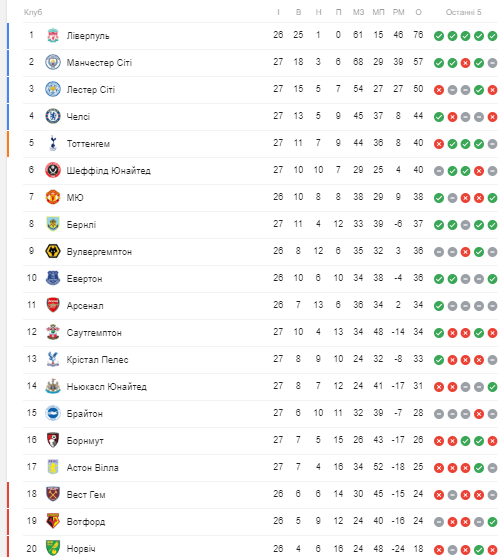 Клуб І В Н П МЗ МП РМ О Останні 5
1 Ліверпуль 26 25 1 0 61 15 46 76
2 Манчестер Сіті 27 18 3 6 68 29 39 57
3 Лестер Сіті 27 15 5 7 54 27 27 50
4 Челсі 27 13 5 9 45 37 8 44
5 Тоттенгем 27 11 7 9 44 36 8 40
6 Шеффілд Юнайтед 27 10 10 7 29 25 4 40
7 МЮ 26 10 8 8 38 29 9 38
8 Бернлі 27 11 4 12 33 39 -6 37
9 Вулвергемптон 26 8 12 6 35 32 3 36
10 Евертон 26 10 6 10 34 38 -4 36
11 Арсенал 26 7 13 6 36 34 2 34
12 Саутгемптон 27 10 4 13 34 48 -14 34
13 Крістал Пелес 27 8 9 10 24 32 -8 33
14 Ньюкасл Юнайтед 27 8 7 12 24 41 -17 31
15 Брайтон 27 6 10 11 32 39 -7 28
16 Борнмут 27 7 5 15 26 43 -17 26
17 Астон Вілла 27 7 4 16 34 52 -18 25
18 Вест Гем 26 6 6 14 30 45 -15 24
19 Вотфорд 26 5 9 12 24 40 -16 24
20 Норвіч 26 4 6 16 24 48 -24 18